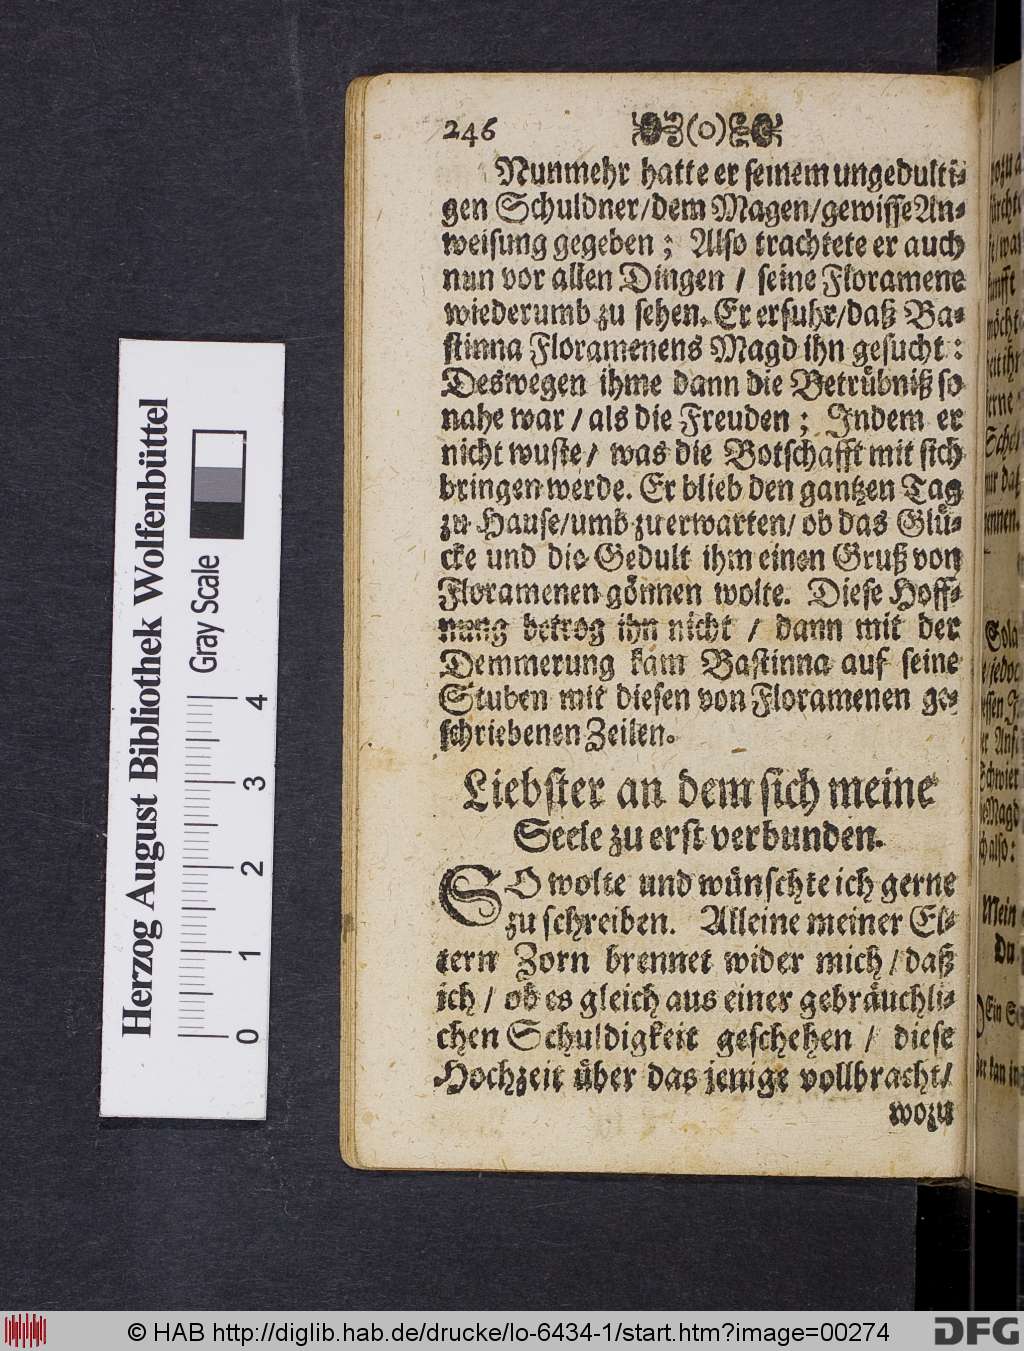 246 (o)
Nunmehr hatte er seinem ungedulti-
gen Schuldner/dem Magen/gewisse An-
weisung gegeben; Also trachtete er auch
nun vor allen Dingen / seine Floramene
wiederumb zu sehen. Er erfuhr/daß Ba-
stinna Floramenens Magd ihn gesucht:
Deswegen ihme dann die Betrübniß so
nahe war / als die Freuden; Indem er
nicht wuste / was die Botschafft mit sich
bringen werde. Er blieb den gantzen Tag
zu Hause/umb zu erwarten/ ob das Glü-
cke und die Gedult ihm einen Gruß von
Floramenen gönnen wolte. Diese Hoff-
nung betrog ihn nicht / dann mit der
Demmerung kam Bastinna auf seine
Stuben mit diesen von Floramenen ge-
schriebenen Zeilen.
Liebster an dem sich meine
Seele zu erst verbunden.
SO wolte und wünschte ich gerne
zu schreiben. Alleine meiner El-
tern Zorn brennet wider mich / daß
ich / ob es gleich aus einer gebräuchli-
chen Schuldigkeit geschehen / diese
Hochzeit über das jenige vollbracht/
wozu
Herzog August Bibliothek Wolfenbüttel
Gray Scale
0 1 2 3 4
© HAB http://diglib.hab.de/drucke/lo-6434-1/start.htm?image=00274
DFG